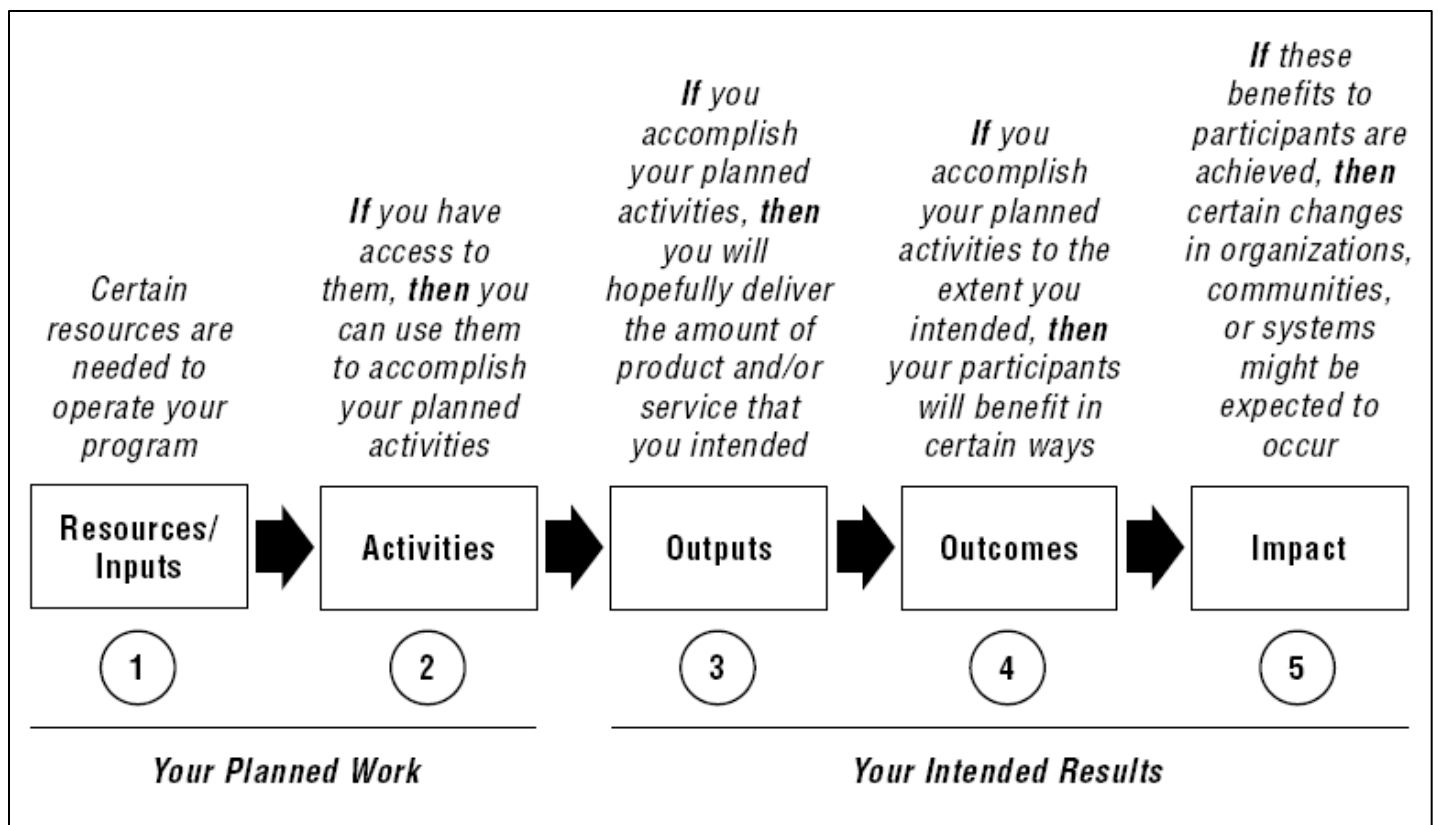 Certain
resources are
needed to
operate your
program
If you have
access to
them, then you
can use them
to accomplish
your planned
activities
If you
accomplish
your planned
activities, then
you will
hopefully deliver
the amount of
product and/or
service that
you intended
If you
accomplish
your planned
activities to the
extent you
intended, then
your participants
will benefit in
certain ways
If these
benefits to
participants are
achieved, then
certain changes
in organizations,
communities,
or systems
might be
expected to
occur
Resources/
Inputs
Activities
Outputs
Outcomes
Impact
1
2
3
4
5
Your Planned Work
Your Intended Results